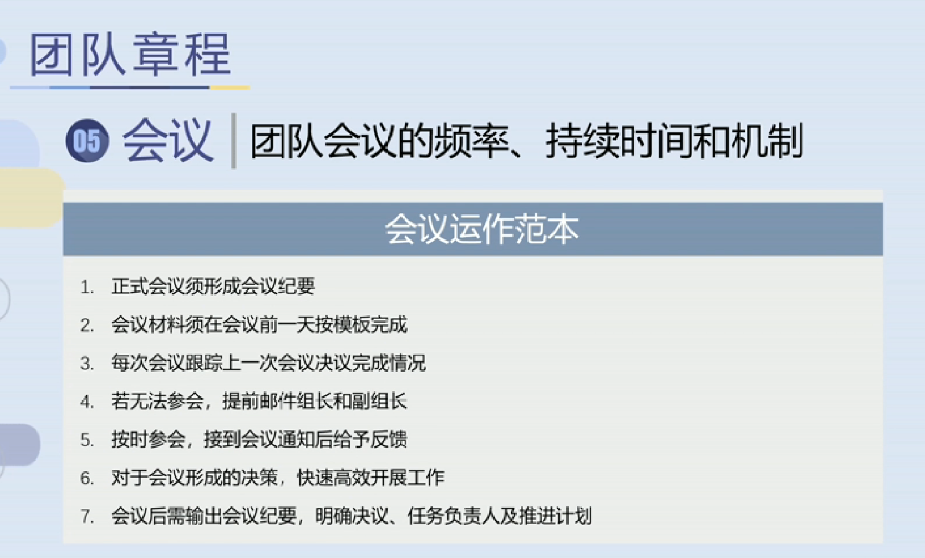 团队章程
05 会议 团队会议的频率、持续时间和机制
会议运作范本
1. 正式会议须形成会议纪要
2. 会议材料须在会议前一天按模板完成
3. 每次会议跟踪上一次会议决议完成情况
4. 若无法参会，提前邮件组长和副组长
5. 按时参会，接到会议通知后给予反馈
6. 对于会议形成的决策，快速高效开展工作
7. 会议后需输出会议纪要，明确决议、任务负责人及推进计划